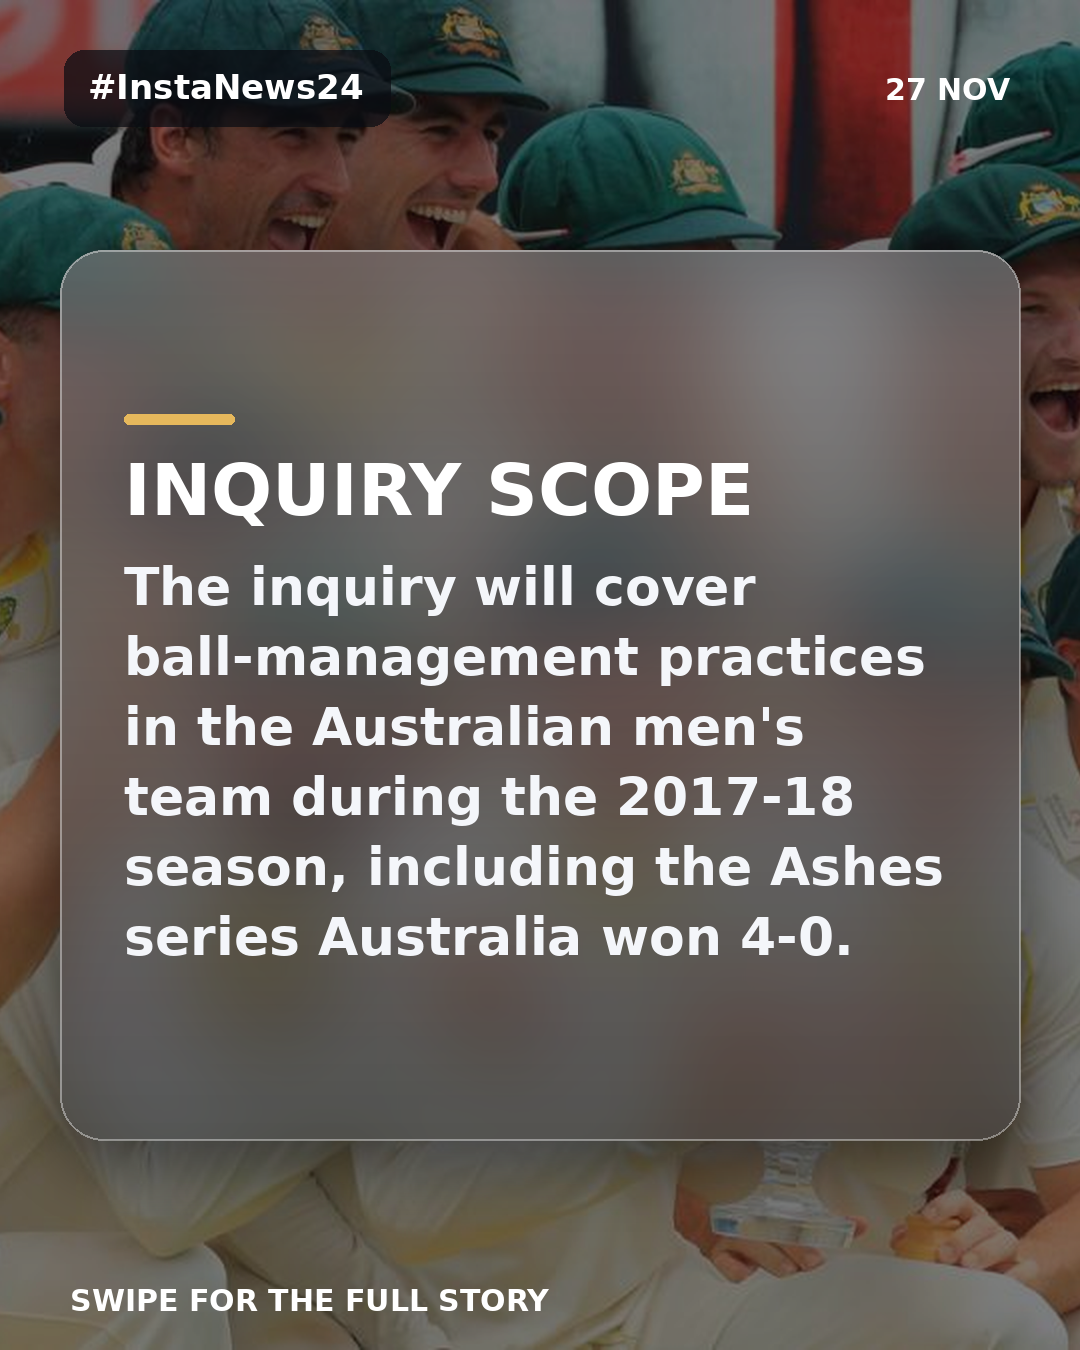 #InstaNews24
27 NOV
INQUIRY SCOPE
The inquiry will cover
ball-management practices
in the Australian men's
team during the 2017-18
season, including the Ashes
series Australia won 4-0.
SWIPE FOR THE FULL STORY